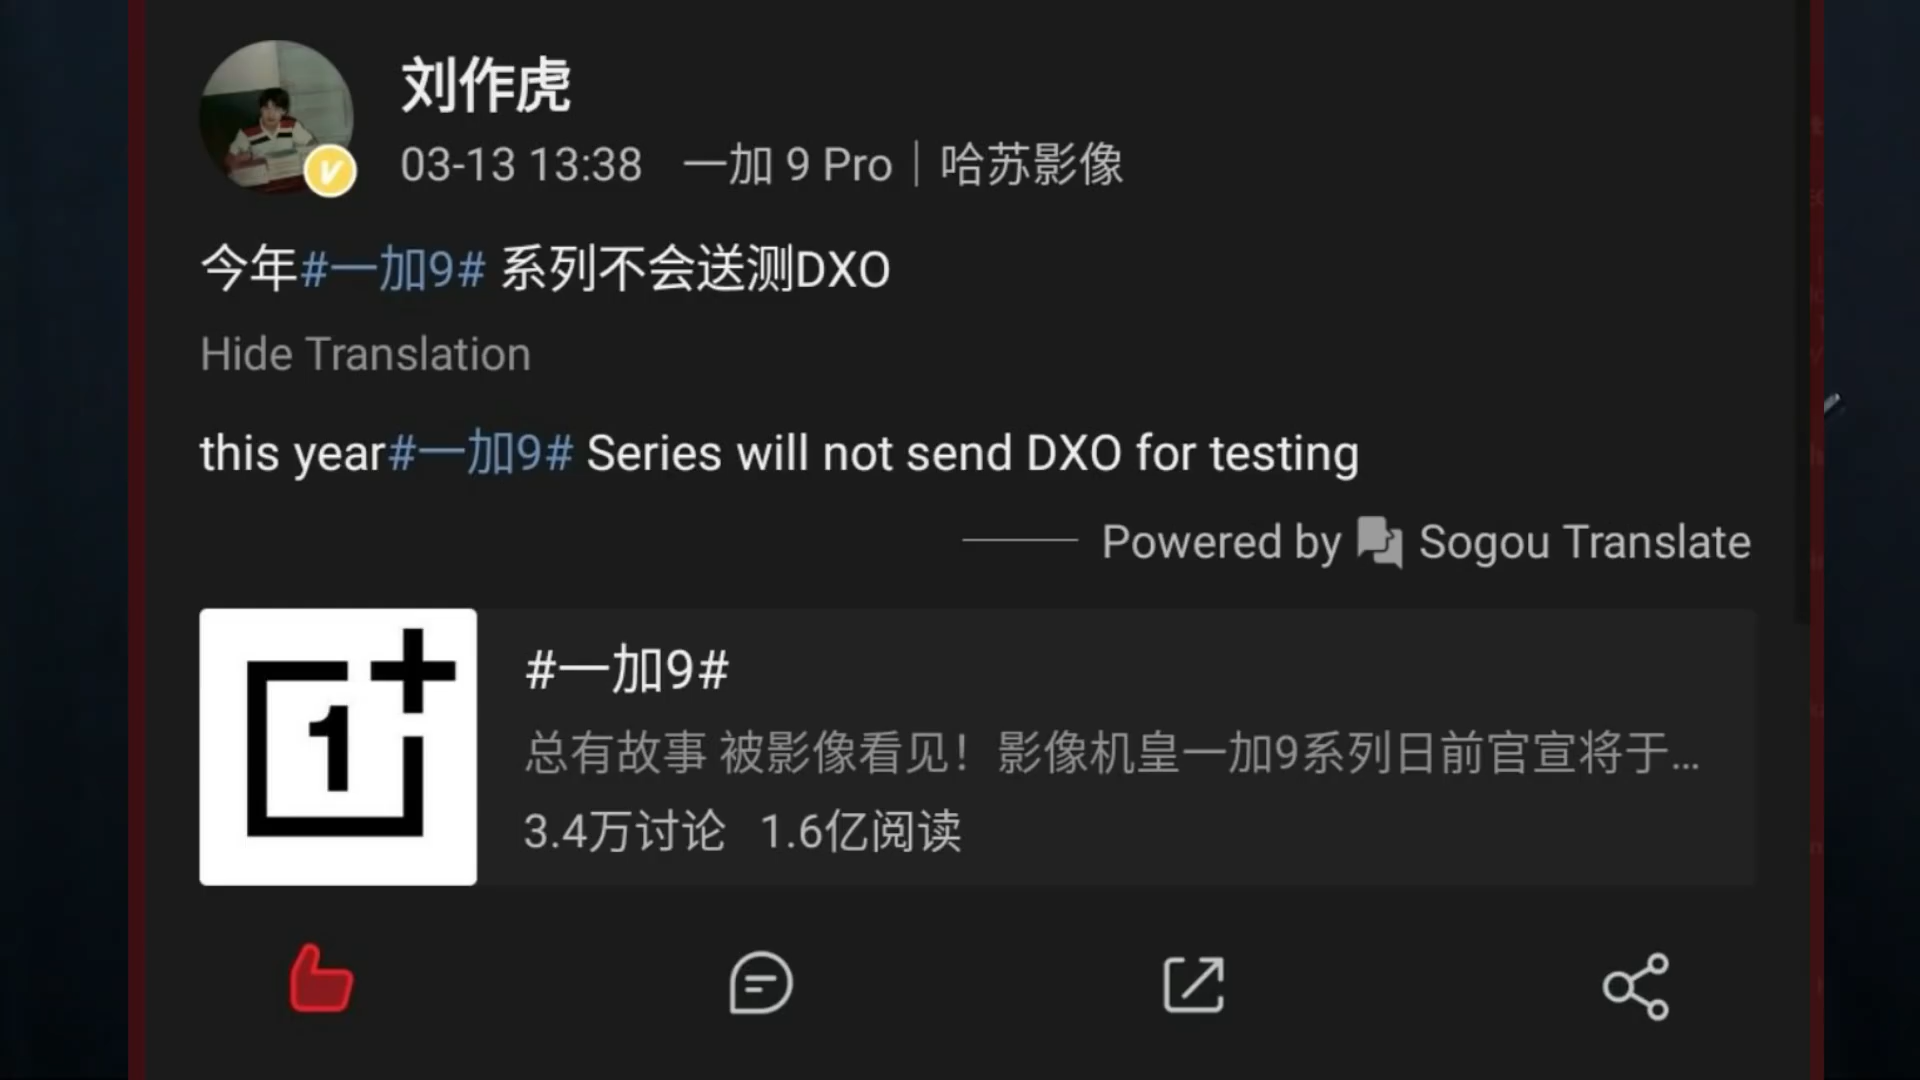 刘作虎
03-13 13:38 一加 9 Pro｜哈苏影像
今年#一加9# 系列不会送测DXO
Hide Translation
this year#一加9# Series will not send DXO for testing
Powered by Sogou Translate
1+
#一加9#
总有故事 被影像看见！影像机皇一加9系列日前官宣将于...
3.4万讨论 1.6亿阅读